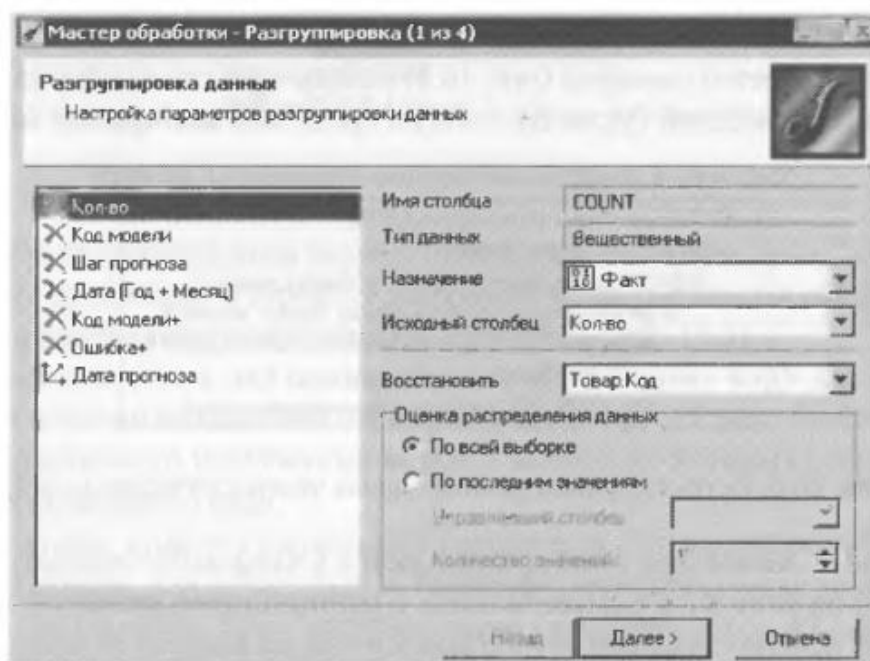 Мастер обработки - Разгруппировка (1 из 4)
Разгруппировка данных
Настройка параметров разгруппировки данных
Кол-во
Код модели
Шаг прогноза
Дата (Год + Месяц)
Код модели+
Ошибка+
Дата прогноза
Имя столбца COUNT
Тип данных Вещественный
Назначение Факт
Исходный столбец Кол-во
Восстановить Товар.Код
Оценка распределения данных
По всей выборке
По последним значениям
столбец
Количество значений: 1
Назад Далее > Отмена